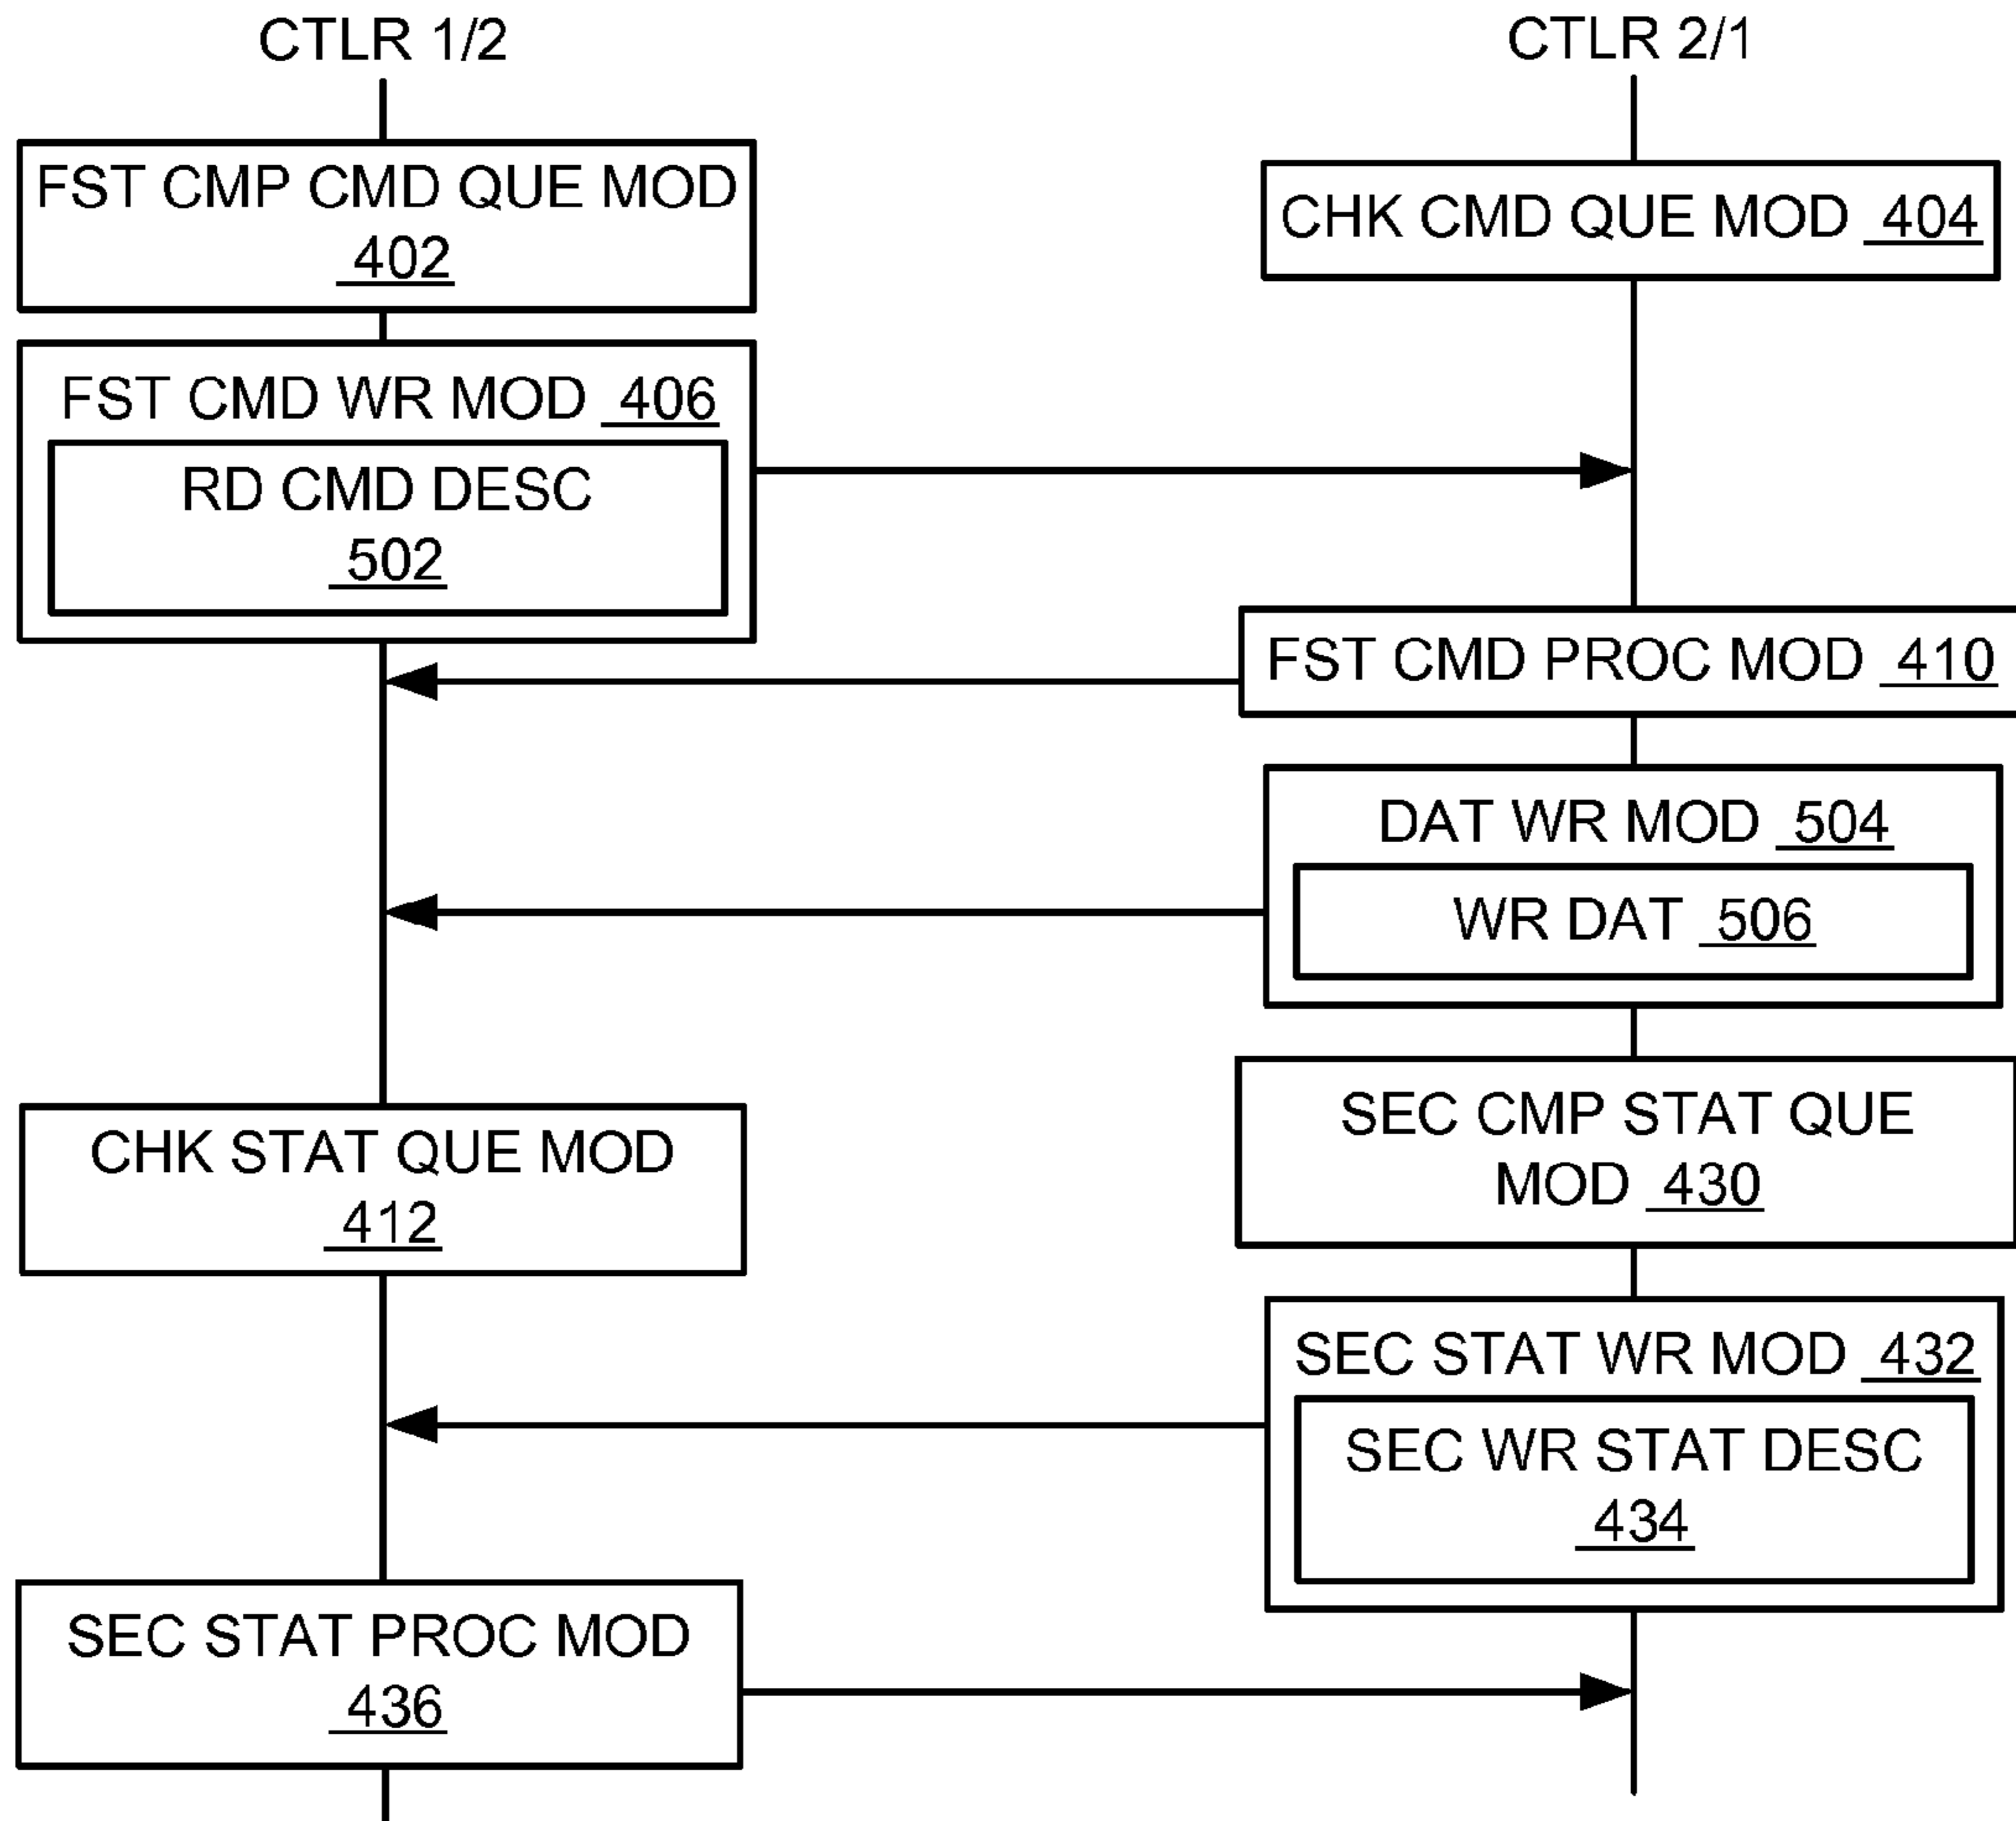 CTLR 1/2
CTLR 2/1
FST CMP CMD QUE MOD
402
CHK CMD QUE MOD 404
FST CMD WR MOD 406
RD CMD DESC
502
FST CMD PROC MOD 410
DAT WR MOD 504
WR DAT 506
SEC CMP STAT QUE
MOD 430
CHK STAT QUE MOD
412
SEC STAT WR MOD 432
SEC WR STAT DESC
434
SEC STAT PROC MOD
436